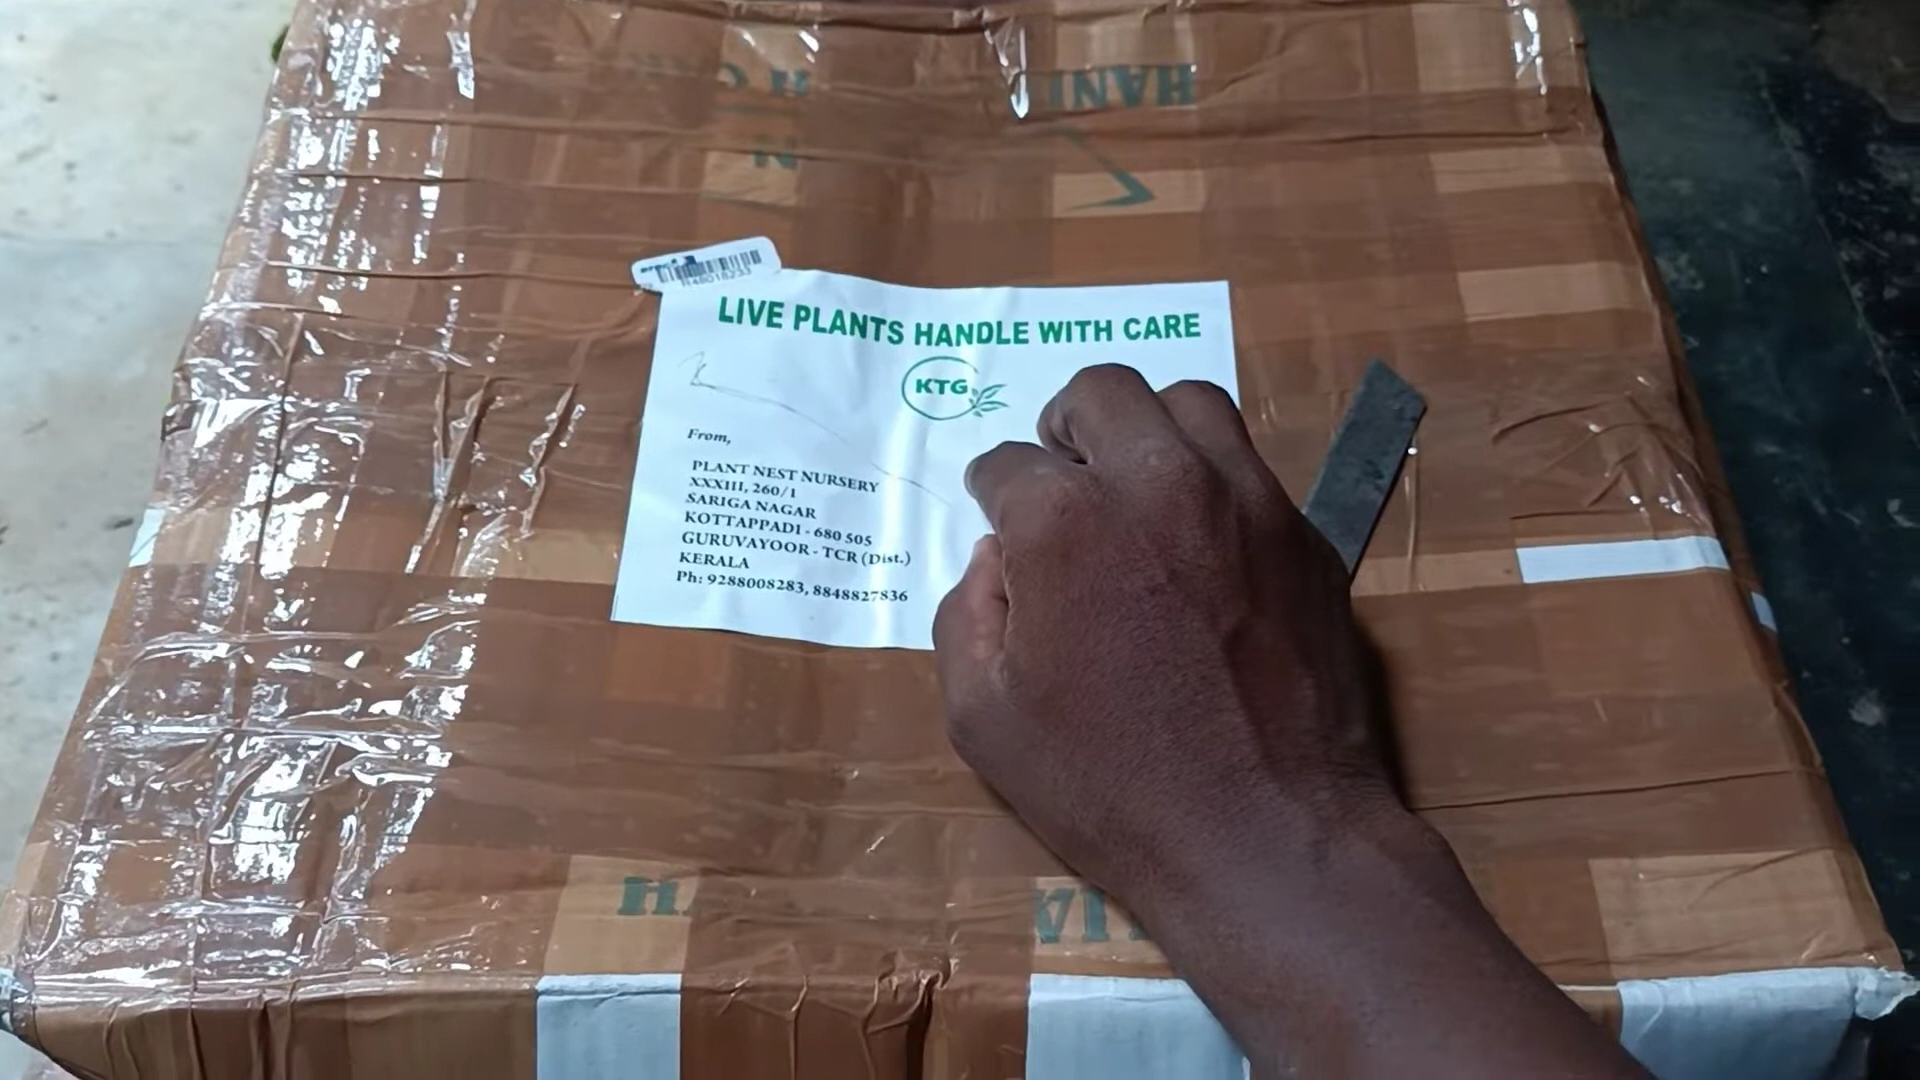 LIVE PLANTS HANDLE WITH CARE
KTG
From,
PLANT NEST NURSERY
XXXIII, 260/1
SARIGA NAGAR
KOTTAPPADI - 680 505
GURUVAYOOR - TCR (Dist.)
KERALA
Ph: 9288008283, 8848827836